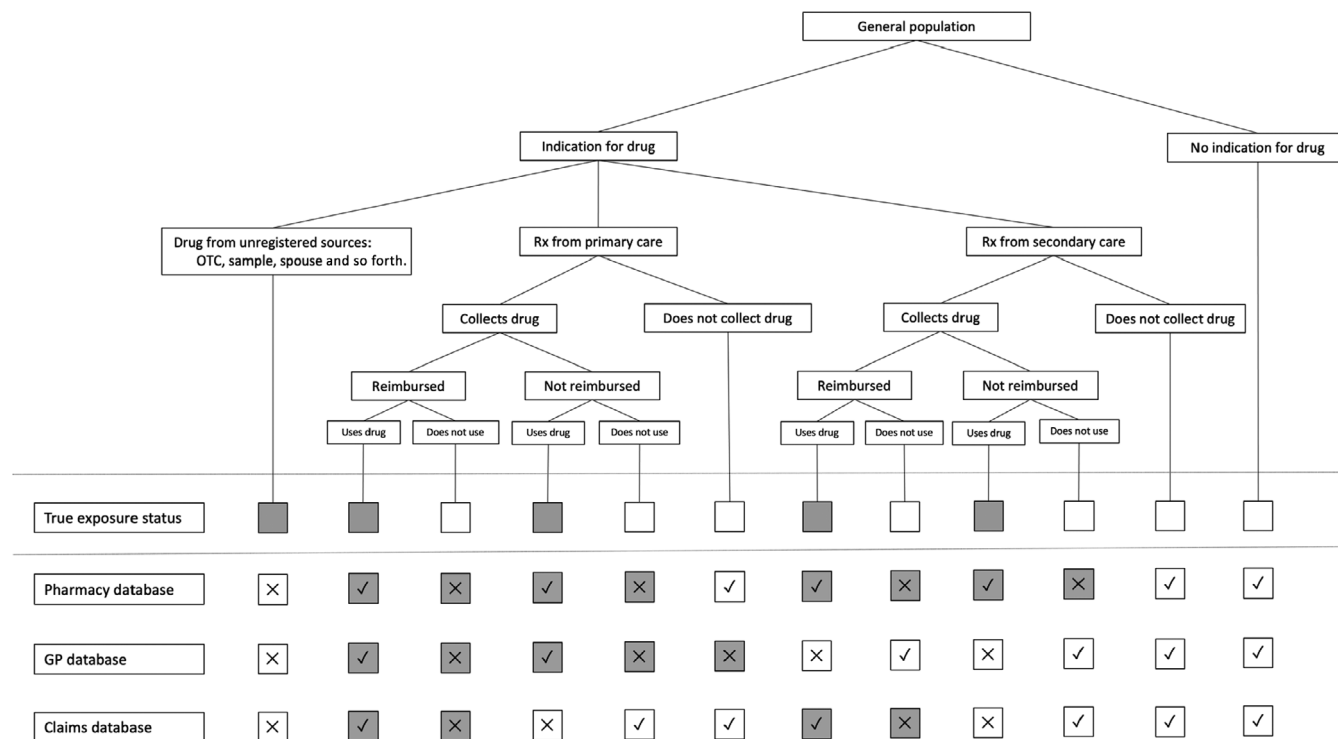 General population
Indication for drug
No indication for drug
Drug from unregistered sources:
OTC, sample, spouse and so forth.
Rx from primary care
Rx from secondary care
Collects drug
Does not collect drug
Collects drug
Does not collect drug
Reimbursed
Not reimbursed
Reimbursed
Not reimbursed
Uses drug
Does not use
Uses drug
Does not use
Uses drug
Does not use
Uses drug
Does not use
True exposure status
Pharmacy database
GP database
Claims database